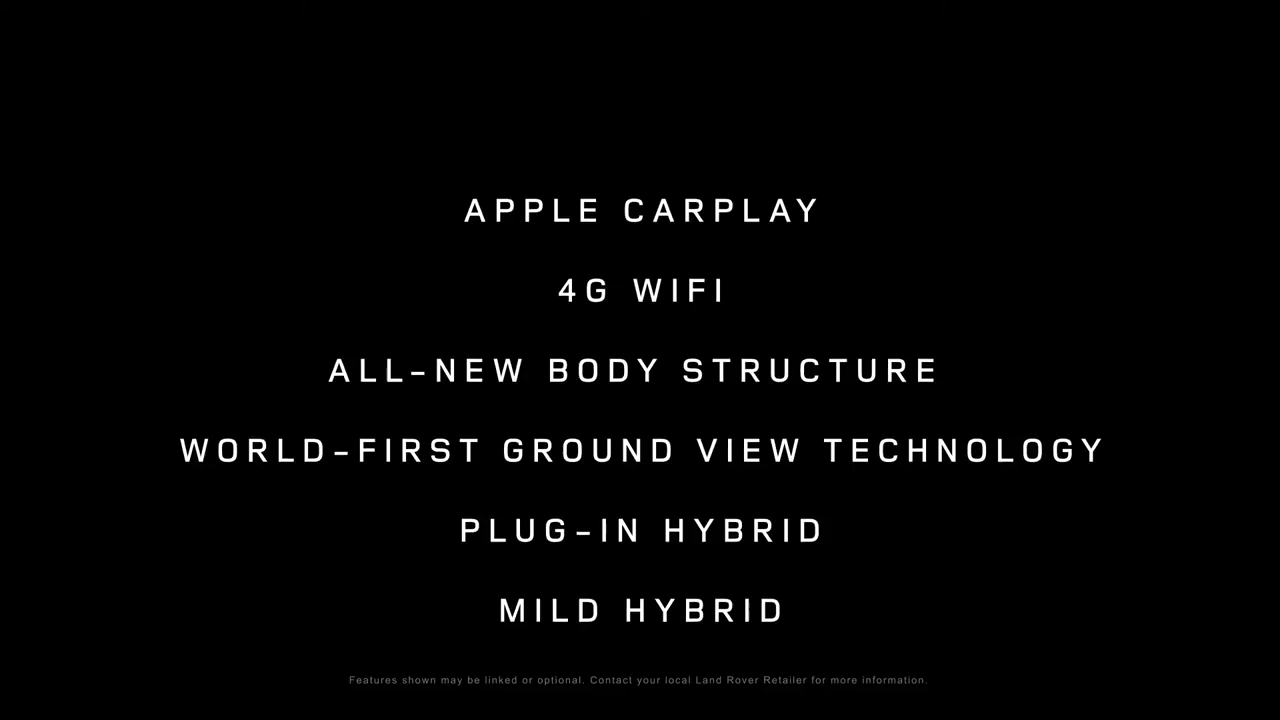 APPLE CARPLAY
4G WIFI
ALL-NEW BODY STRUCTURE
WORLD-FIRST GROUND VIEW TECHNOLOGY
PLUG-IN HYBRID
MILD HYBRID
Features shown may be linked or optional. Contact your local Land Rover Retailer for more information.